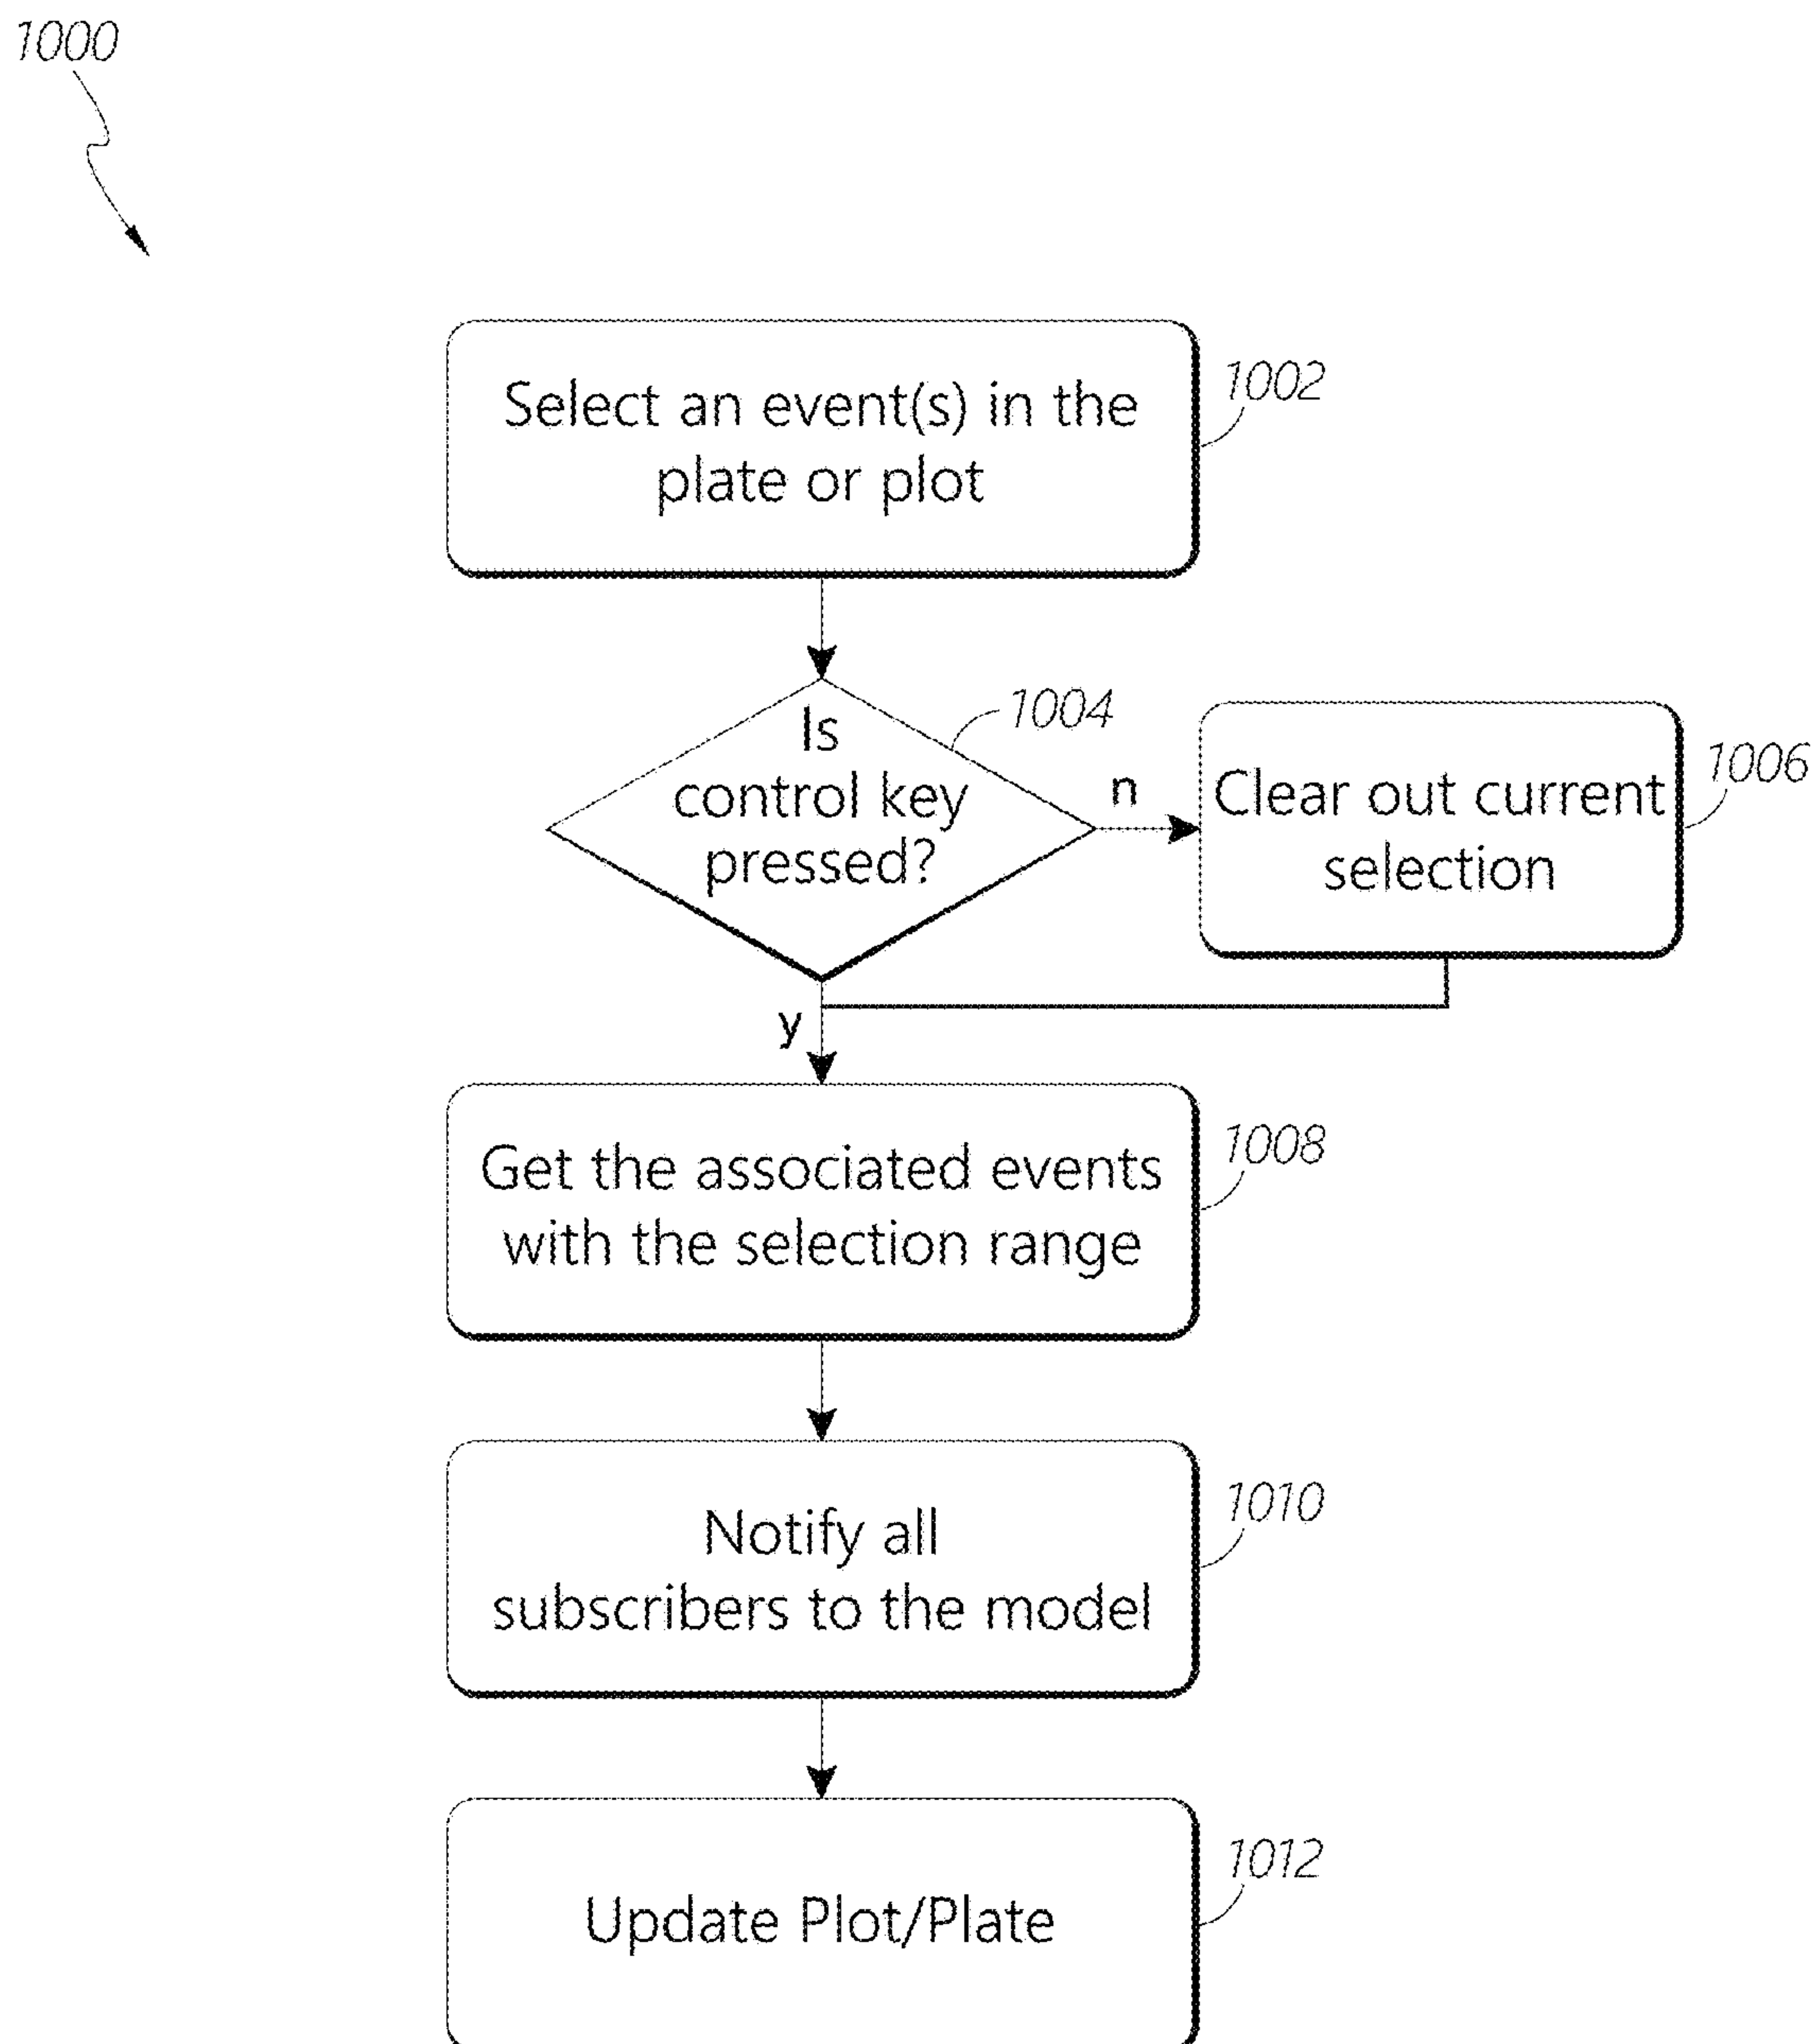 1000
Select an event(s) in the
plate or plot
1002
Is
control key
pressed?
1004
n
Clear out current
selection
1006
y
Get the associated events
with the selection range
1008
Notify all
subscribers to the model
1010
Update Plot/Plate
1012